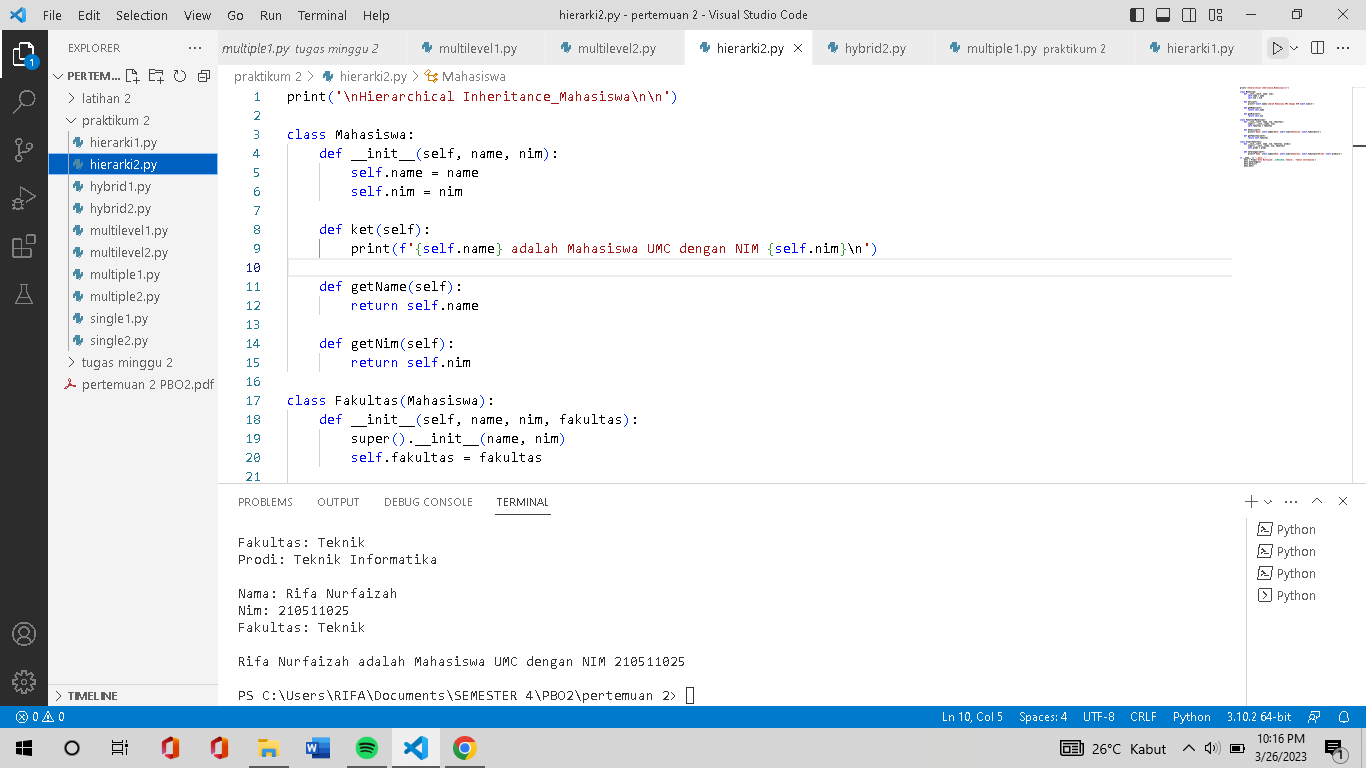 File Edit Selection View Go Run Terminal Help
hierarki2.py - pertemuan 2 - Visual Studio Code
EXPLORER
multiple1.py tugas minggu 2
multilevel1.py
multilevel2.py
hierarki2.py
hybrid2.py
multiple1.py praktikum 2
hierarki1.py
PERTEM...
latihan 2
praktikum 2
hierarki1.py
hierarki2.py
hybrid1.py
hybrid2.py
multilevel1.py
multilevel2.py
multiple1.py
multiple2.py
single1.py
single2.py
tugas minggu 2
pertemuan 2 PBO2.pdf
TIMELINE
1
praktikum 2 > hierarki2.py > Mahasiswa
1 print('\nHierarchical Inheritance_Mahasiswa\n\n')
2
3 class Mahasiswa:
4 def __init__(self, name, nim):
5 self.name = name
6 self.nim = nim
7
8 def ket(self):
9 print(f'{self.name} adalah Mahasiswa UMC dengan NIM {self.nim}\n')
10
11 def getName(self):
12 return self.name
13
14 def getNim(self):
15 return self.nim
16
17 class Fakultas(Mahasiswa):
18 def __init__(self, name, nim, fakultas):
19 super().__init__(name, nim)
20 self.fakultas = fakultas
21
PROBLEMS OUTPUT DEBUG CONSOLE TERMINAL
Fakultas: Teknik
Prodi: Teknik Informatika
Nama: Rifa Nurfaizah
Nim: 210511025
Fakultas: Teknik
Rifa Nurfaizah adalah Mahasiswa UMC dengan NIM 210511025
PS C:\Users\RIFA\Documents\SEMESTER 4\PBO2\pertemuan 2>
Python
Python
Python
Python
0 0
Ln 10, Col 5 Spaces: 4 UTF-8 CRLF Python 3.10.2 64-bit
26°C Kabut
10:16 PM
3/26/2023
1